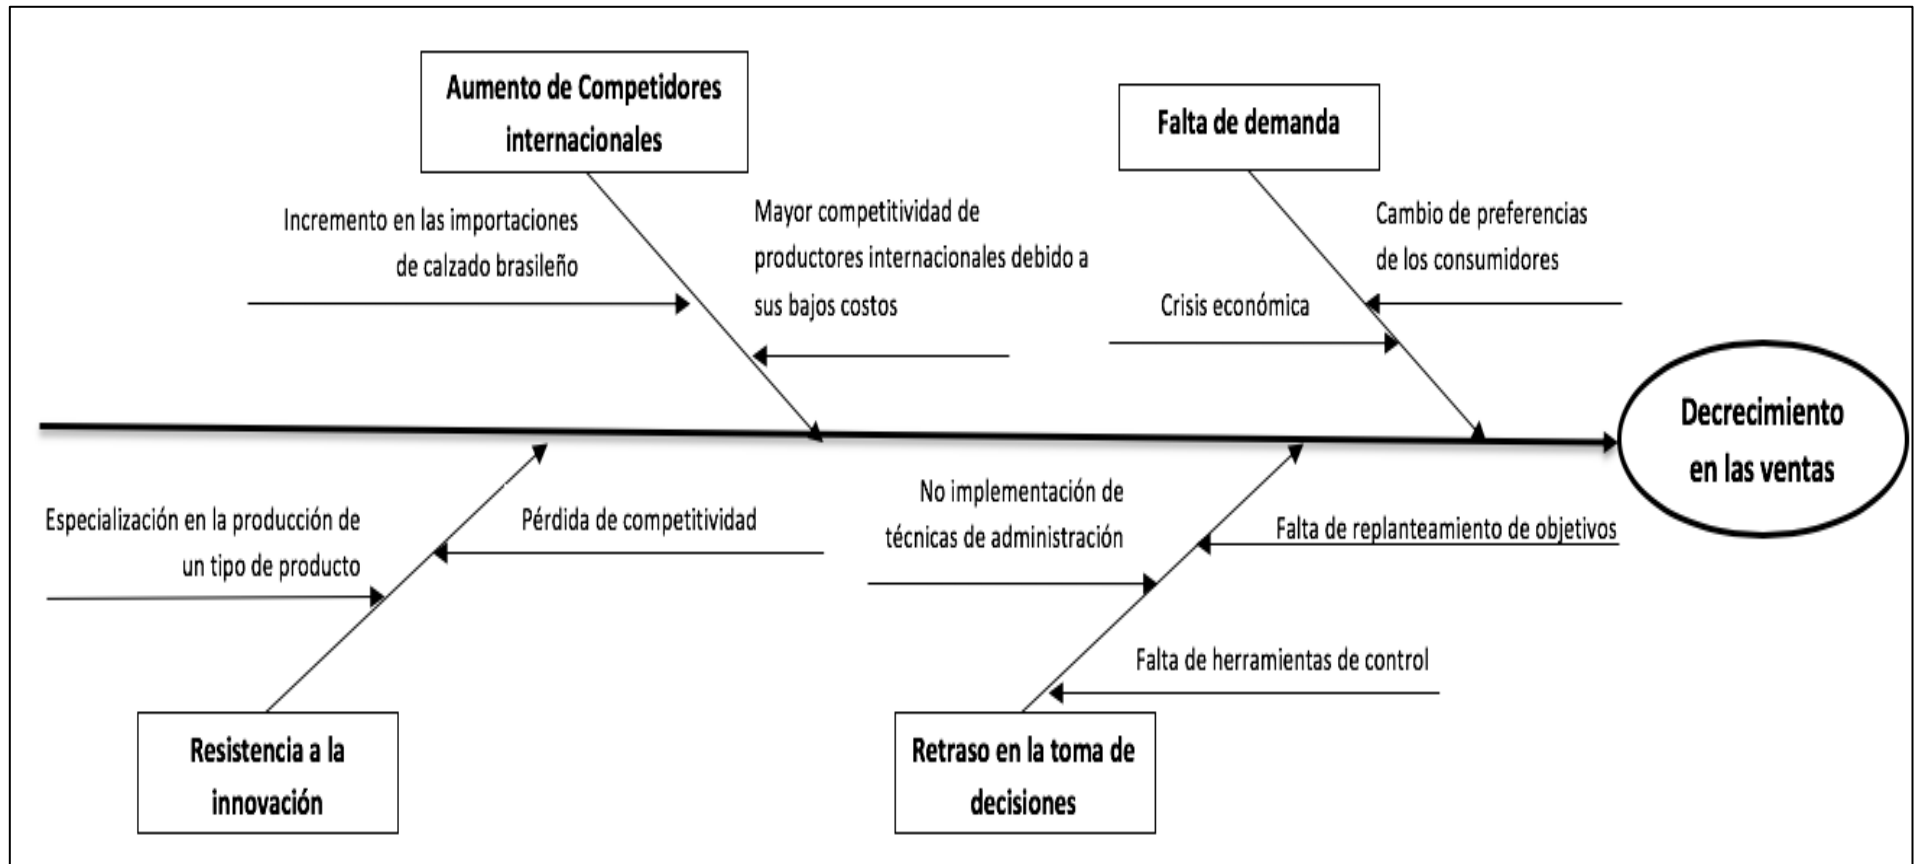 Aumento de Competidores
internacionales
Falta de demanda
Incremento en las importaciones
de calzado brasileño
Mayor competitividad de
productores internacionales debido a
sus bajos costos
Cambio de preferencias
de los consumidores
Crisis económica
Decrecimiento
en las ventas
Especialización en la producción de
un tipo de producto
Pérdida de competitividad
No implementación de
técnicas de administración
Falta de replanteamiento de objetivos
Falta de herramientas de control
Resistencia a la
innovación
Retraso en la toma de
decisiones